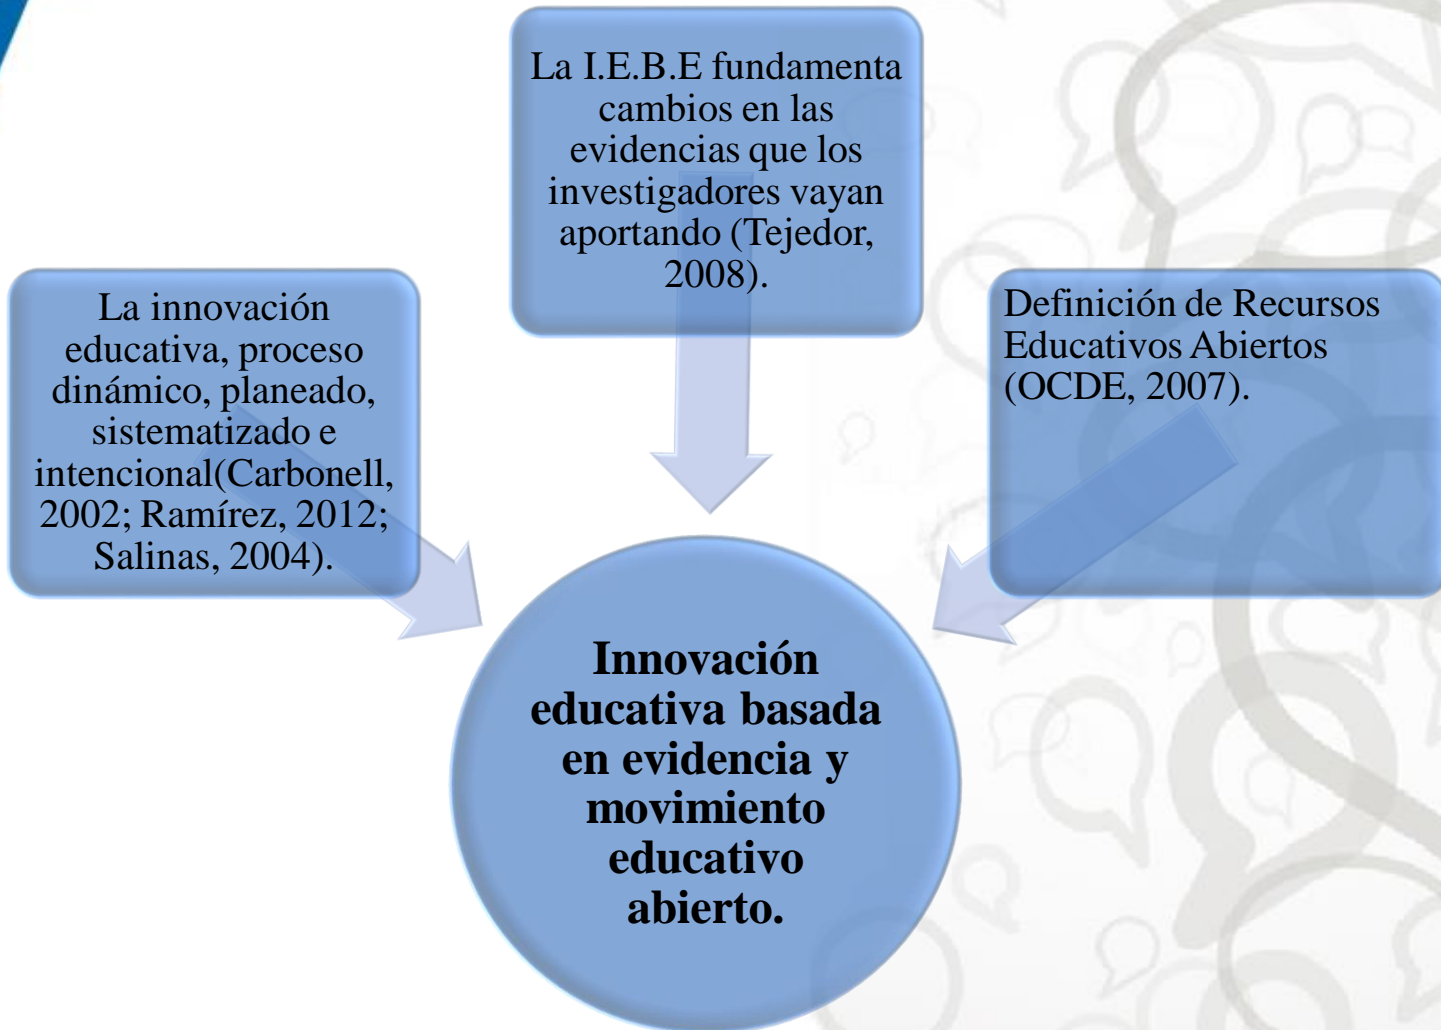 La I.E.B.E fundamenta
cambios en las
evidencias que los
investigadores vayan
aportando (Tejedor,
2008).
La innovación
educativa, proceso
dinámico, planeado,
sistematizado e
intencional(Carbonell,
2002; Ramírez, 2012;
Salinas, 2004).
Definición de Recursos
Educativos Abiertos
(OCDE, 2007).
Innovación
educativa basada
en evidencia y
movimiento
educativo
abierto.